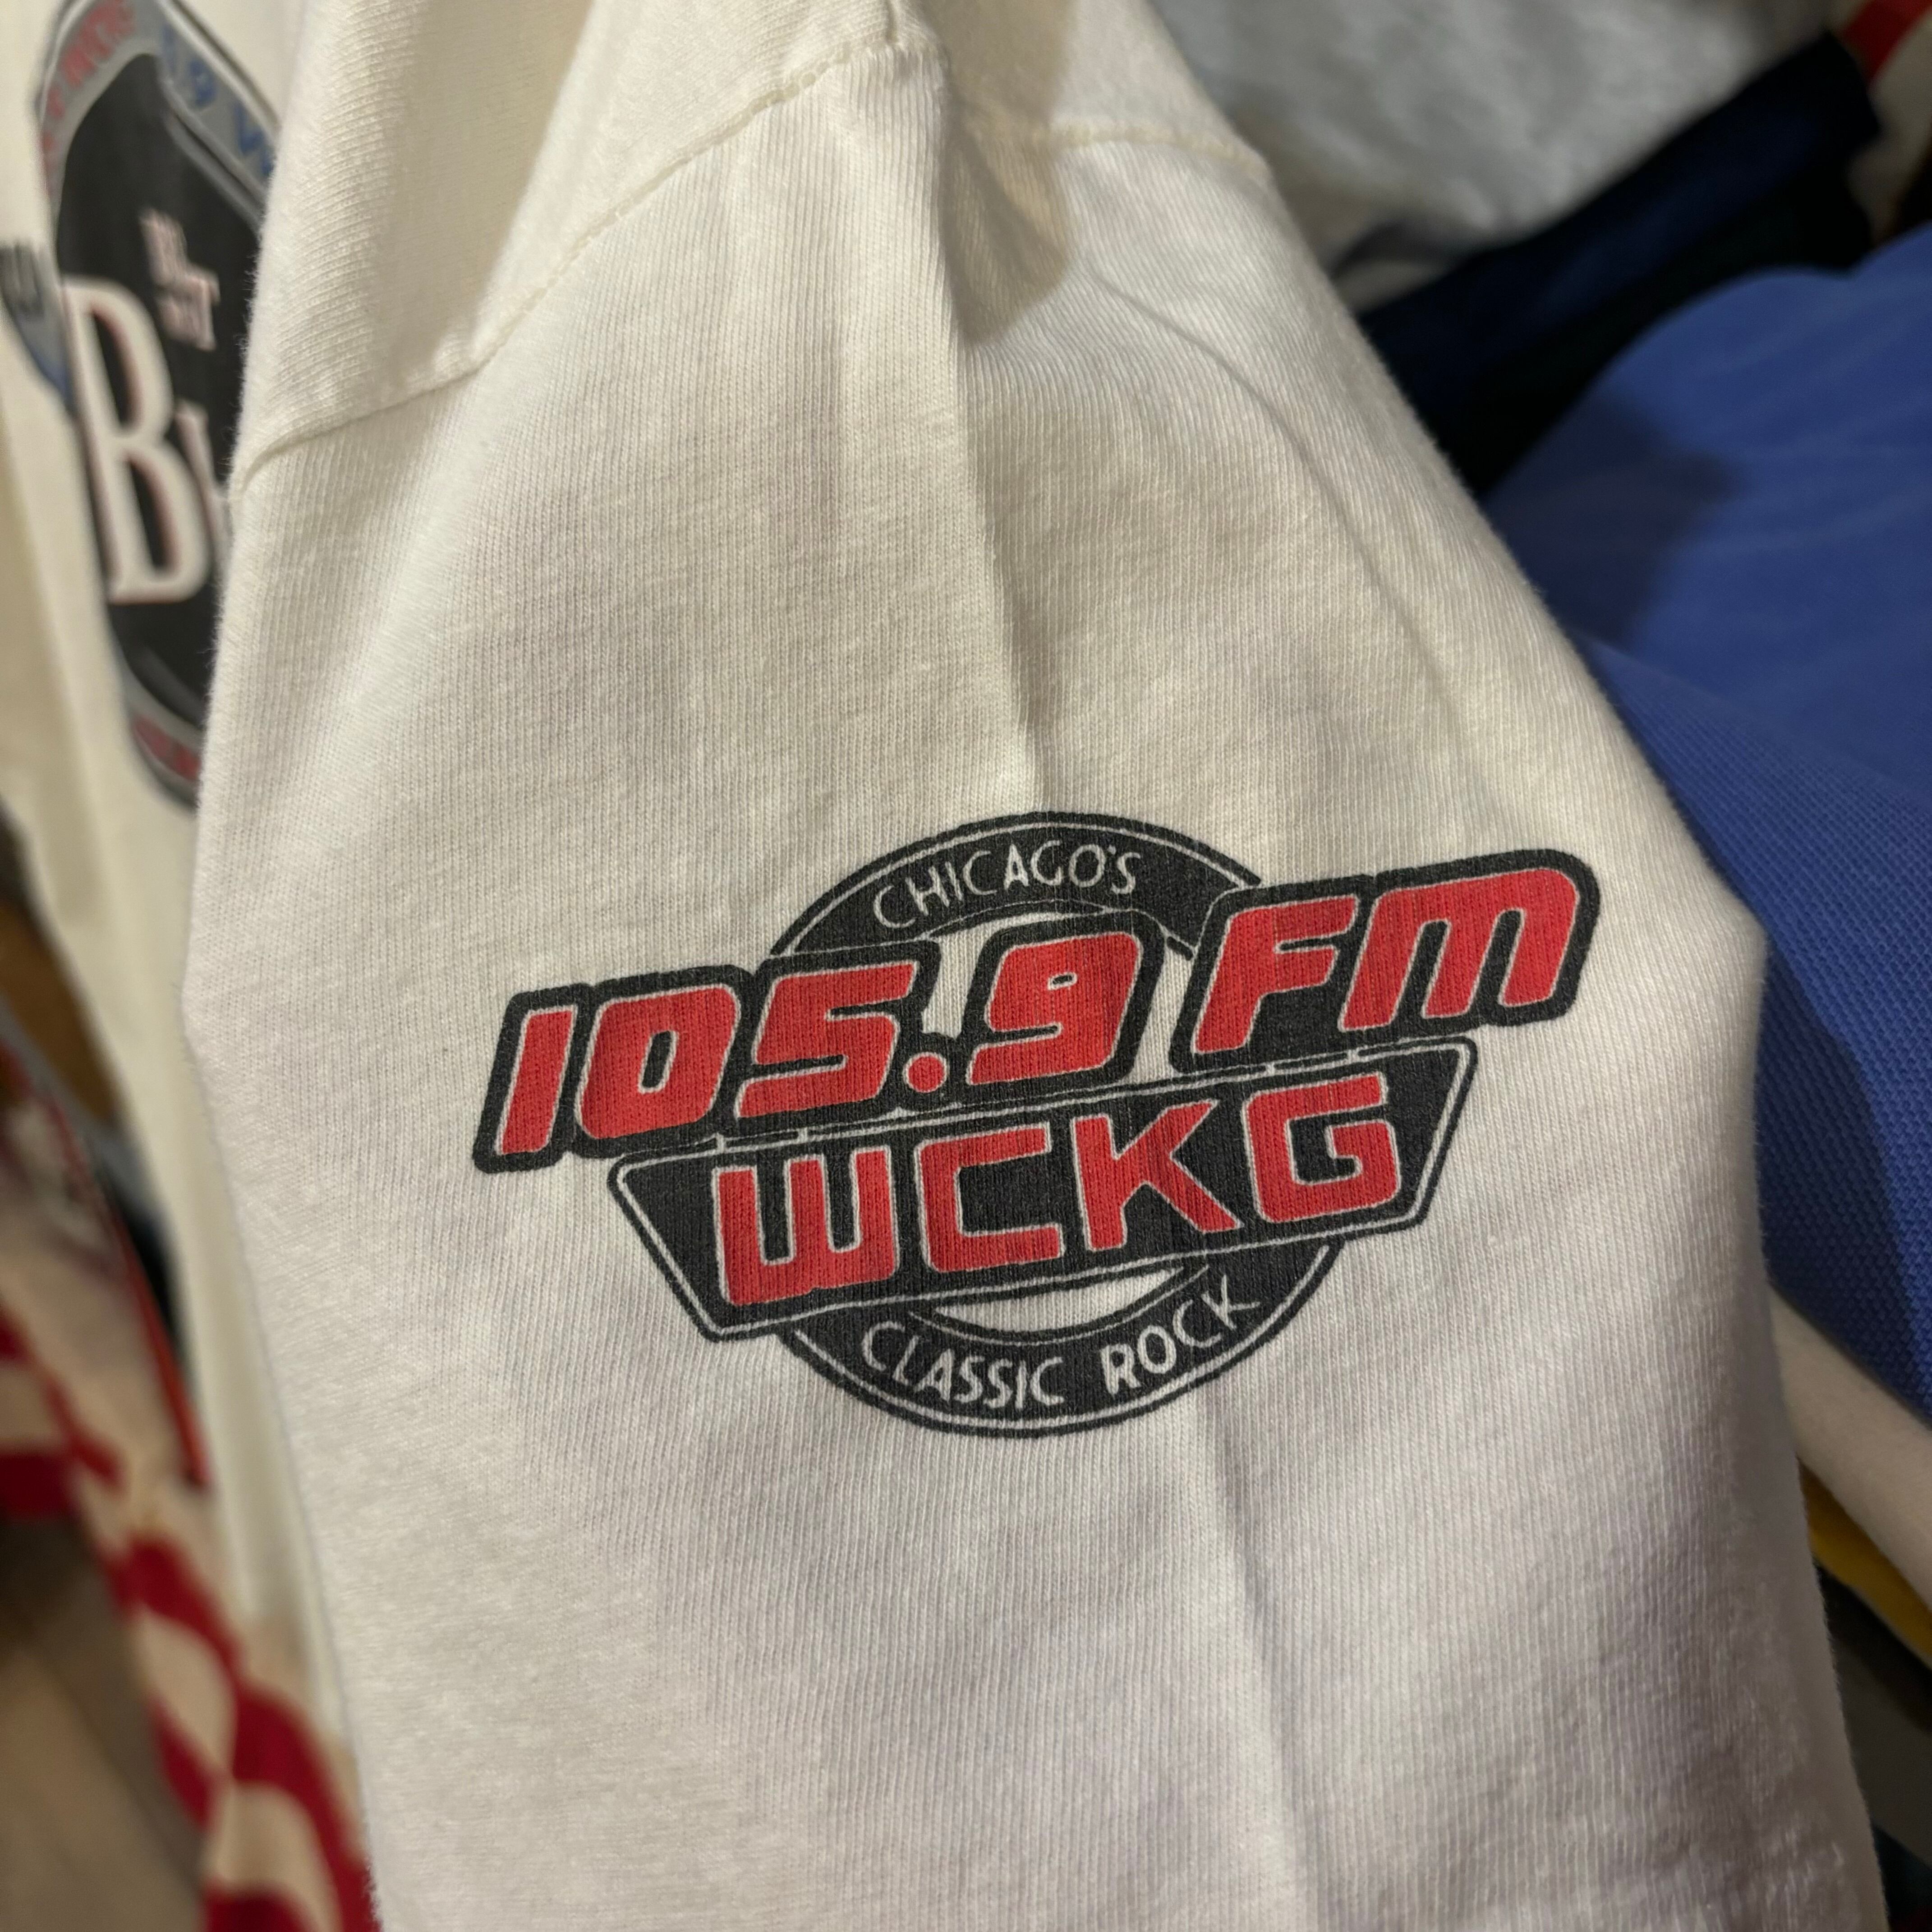 CHICAGO'S
105.9 FM
WCKG
CLASSIC ROCK